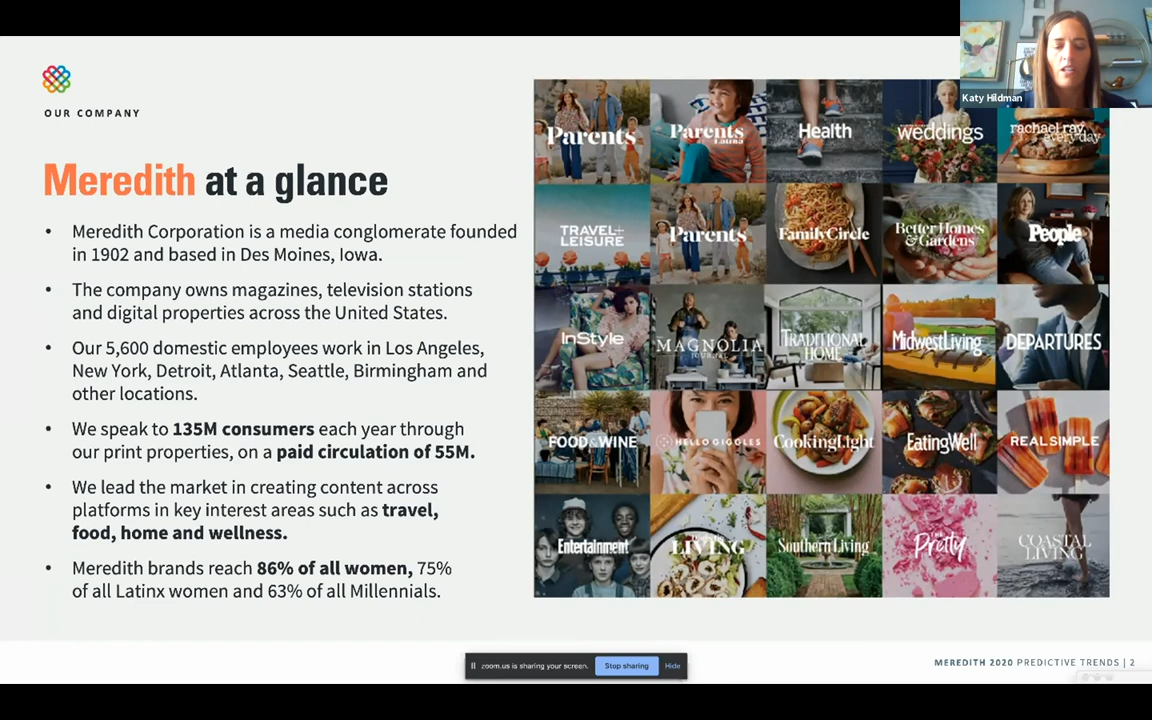 Katy Hildman
OUR COMPANY
Meredith at a glance
• Meredith Corporation is a media conglomerate founded
in 1902 and based in Des Moines, Iowa.
• The company owns magazines, television stations
and digital properties across the United States.
• Our 5,600 domestic employees work in Los Angeles,
New York, Detroit, Atlanta, Seattle, Birmingham and
other locations.
• We speak to 135M consumers each year through
our print properties, on a paid circulation of 55M.
• We lead the market in creating content across
platforms in key interest areas such as travel,
food, home and wellness.
• Meredith brands reach 86% of all women, 75%
of all Latinx women and 63% of all Millennials.
Parents
Parents
Latina
Health
weddings
rachael ray
everyday
TRAVEL+
LEISURE
Parents
FamilyCircle
Better Homes
& Gardens
People
InStyle
MAGNOLIA
JOURNAL
TRADITIONAL
HOME
MidwestLiving
DEPARTURES
FOOD&WINE
HELLO GIGGLES
CookingLight
EatingWell
REAL SIMPLE
Entertainment
LIVING
Southern Living
Pretty
COASTAL
LIVING
zoom.us is sharing your screen.
Stop sharing
Hide
MEREDITH 2020 PREDICTIVE TRENDS | 2